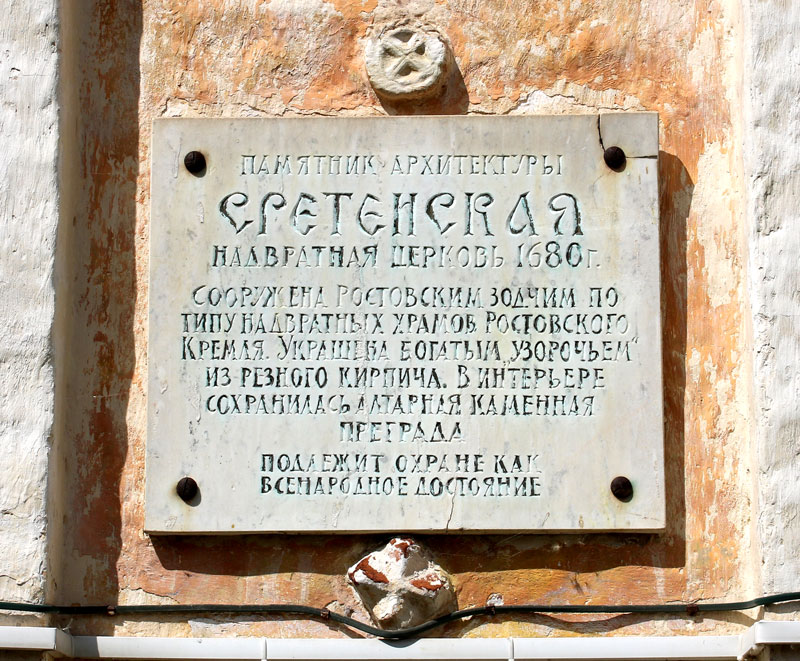 ПАМЯТНИК АРХИТЕКТУРЫ
СРЕТЕНСКАЯ
НАДВРАТНАЯ ЦЕРКОВЬ 1680 г.
СООРУЖЕНА РОСТОВСКИМ ЗОДЧИМ ПО
ТИПУ НАДВРАТНЫХ ХРАМОВ РОСТОВСКОГО
КРЕМЛЯ. УКРАШЕНА БОГАТЫМ „УЗОРОЧЬЕМ“
ИЗ РЕЗНОГО КИРПИЧА. В ИНТЕРЬЕРЕ
СОХРАНИЛАСЬ АЛТАРНАЯ КАМЕННАЯ
ПРЕГРАДА
ПОДЛЕЖИТ ОХРАНЕ КАК
ВСЕНАРОДНОЕ ДОСТОЯНИЕ